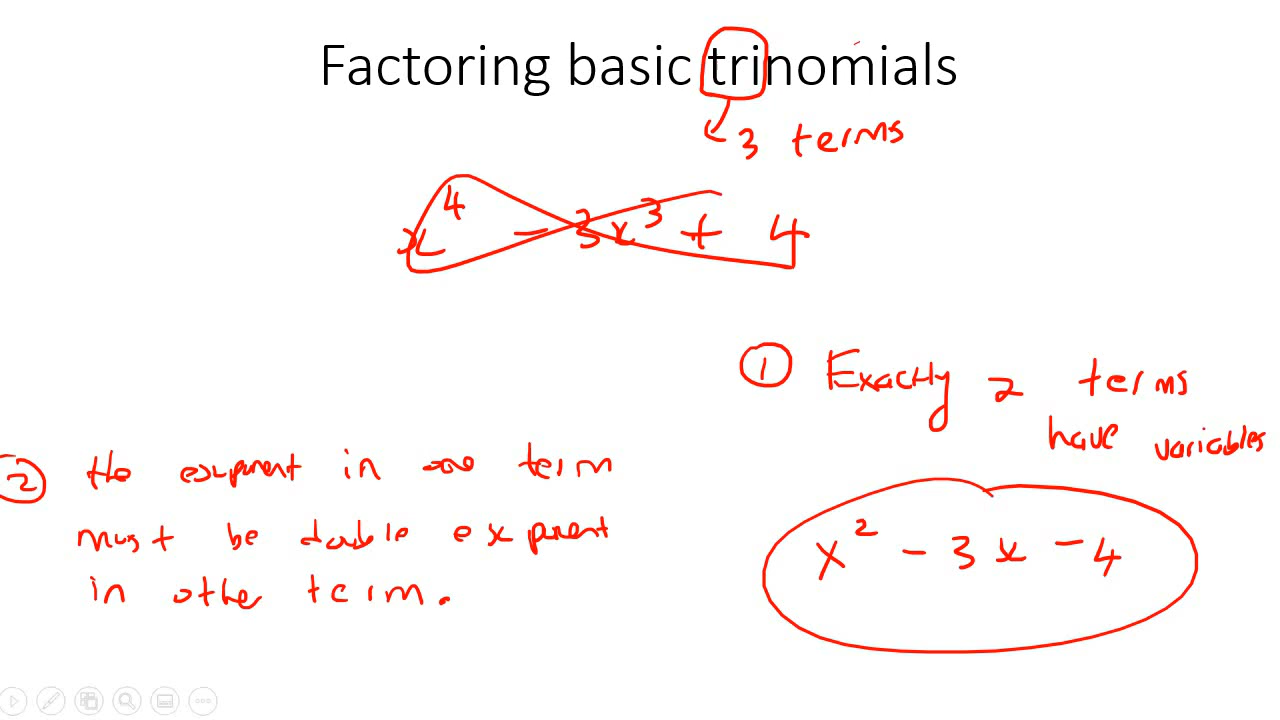 Factoring basic trinomials
3 terms
x⁴ - 3x³ + 4
① Exactly 2 terms
have variables
② the exponent in one term
must be double exponent
in other term.
x² - 3x - 4